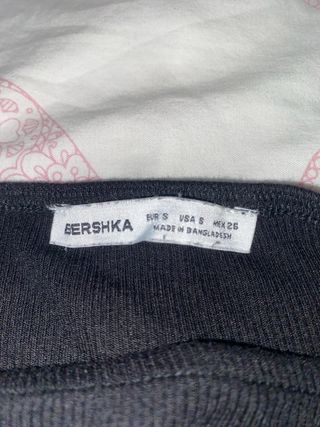 BERSHKA
EUR S USA S MEX 26
MADE IN BANGLADESH